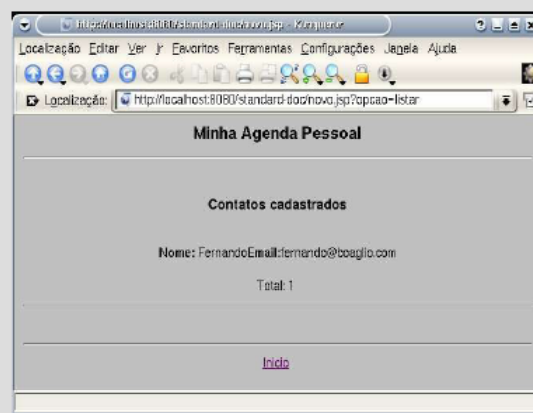 Localização Editar Ver Ir Favoritos Ferramentas Configurações Janela Ajuda
Localização: http://localhost:8080/standard-doc/novo.jsp?opcao=listar
Minha Agenda Pessoal
Contatos cadastrados
Nome: FernandoEmail:fernando@boaglio.com
Total: 1
Inicio